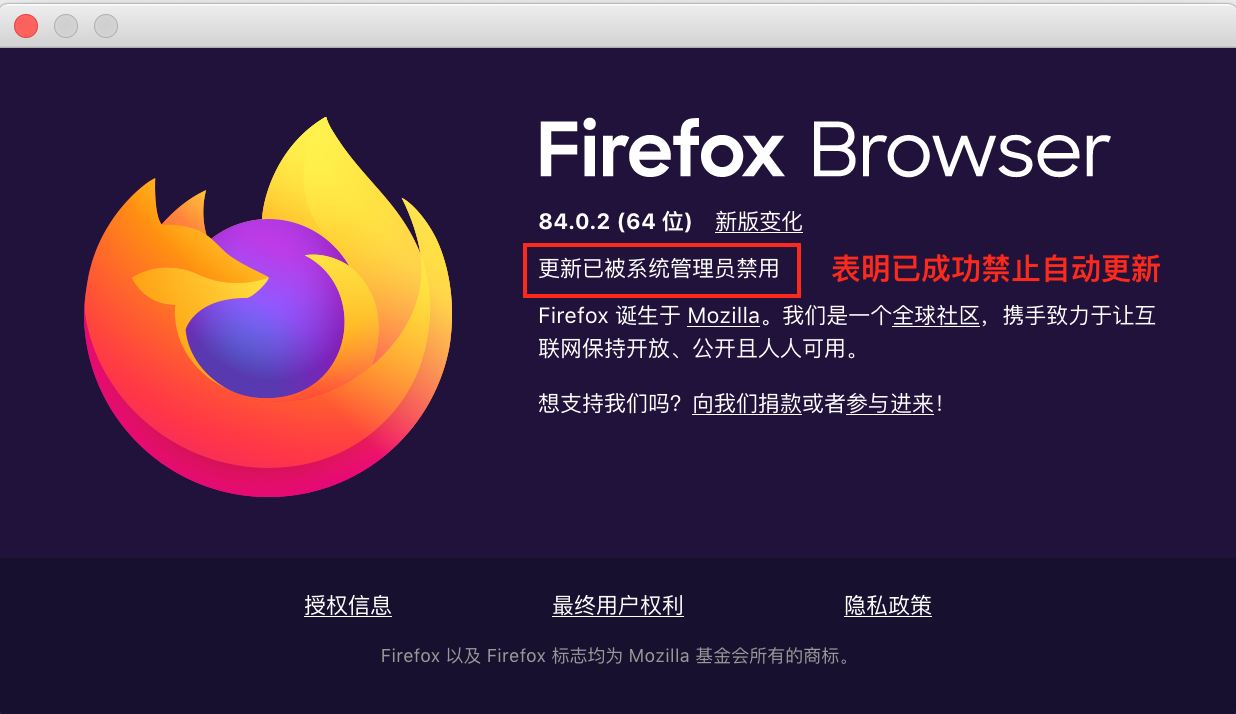 Firefox Browser
84.0.2 (64 位) 新版变化
更新已被系统管理员禁用 表明已成功禁止自动更新
Firefox 诞生于 Mozilla。我们是一个全球社区，携手致力于让互
联网保持开放、公开且人人可用。
想支持我们吗？向我们捐款或者参与进来！
授权信息 最终用户权利 隐私政策
Firefox 以及 Firefox 标志均为 Mozilla 基金会所有的商标。